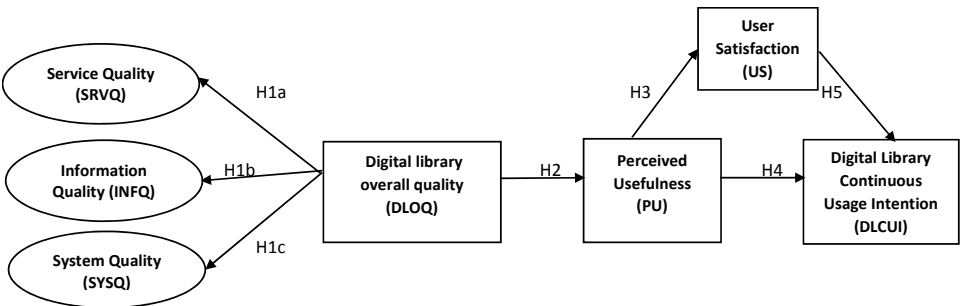 Service Quality
(SRVQ)
H1a
Information
Quality (INFQ)
H1b
System Quality
(SYSQ)
H1c
Digital library
overall quality
(DLOQ)
H2
Perceived
Usefulness
(PU)
H3
User
Satisfaction
(US)
H5
H4
Digital Library
Continuous
Usage Intention
(DLCUI)